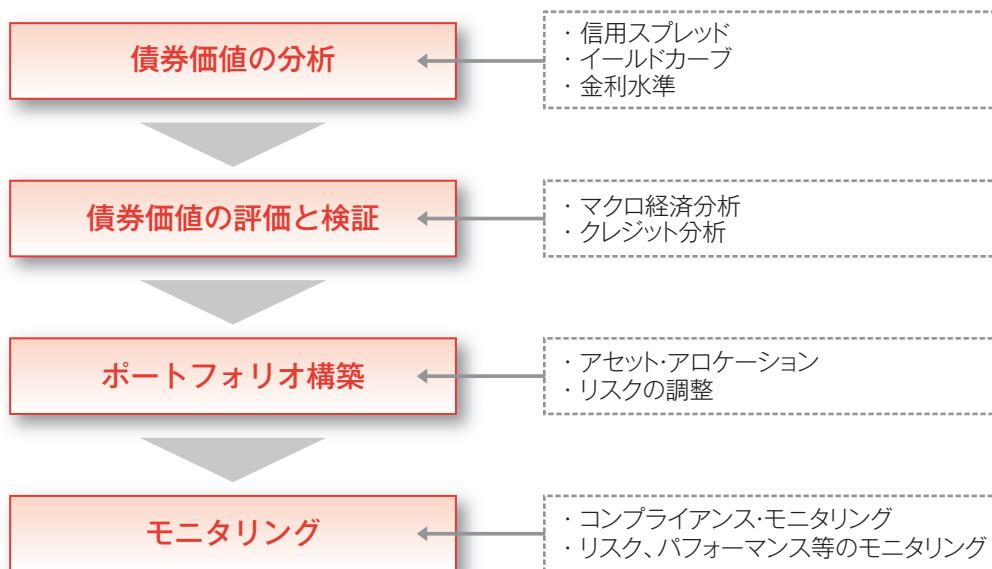 債券価値の分析
・信用スプレッド
・イールドカーブ
・金利水準
債券価値の評価と検証
・マクロ経済分析
・クレジット分析
ポートフォリオ構築
・アセット・アロケーション
・リスクの調整
モニタリング
・コンプライアンス・モニタリング
・リスク、パフォーマンス等のモニタリング